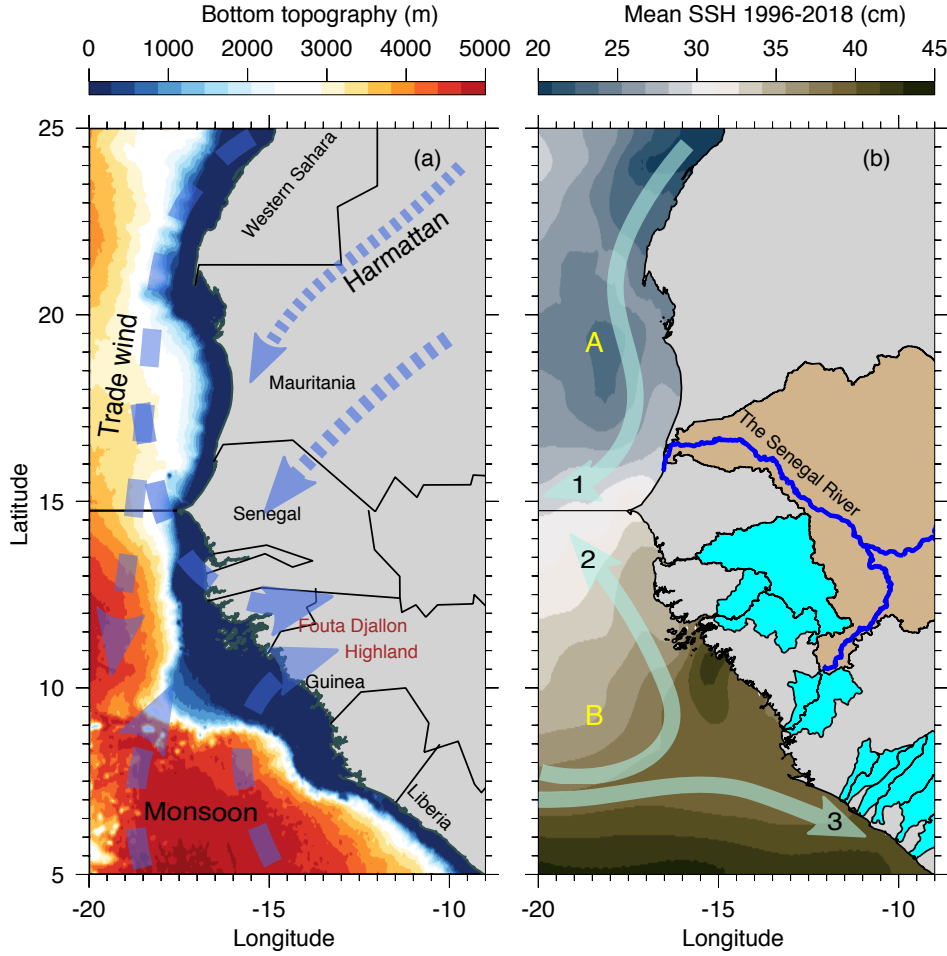 Bottom topography (m)
0 1000 2000 3000 4000 5000
Mean SSH 1996-2018 (cm)
20 25 30 35 40 45
(a)
Western Sahara
Harmattan
Trade wind
Mauritania
Senegal
Fouta Djallon
Highland
Guinea
Monsoon
Liberia
25
20
15
10
5
Latitude
-20 -15 -10
Longitude
(b)
A
The Senegal River
1
2
B
3
-20 -15 -10
Longitude